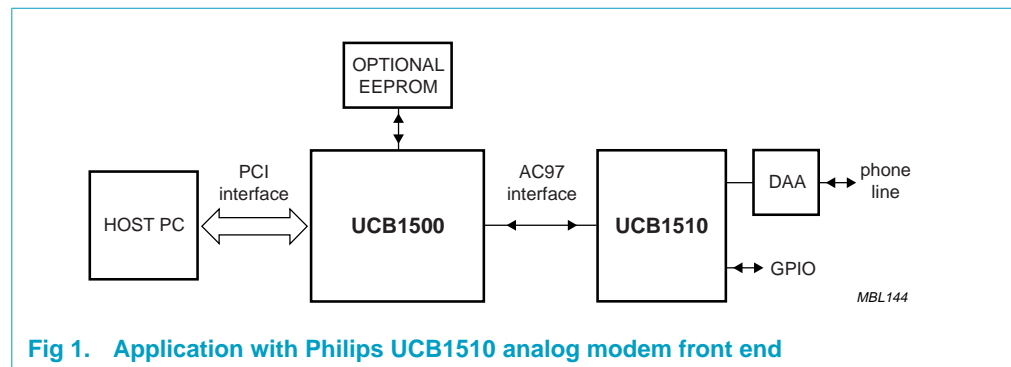 OPTIONAL
EEPROM
PCI
interface
AC97
interface
HOST PC
UCB1500
UCB1510
DAA
phone
line
GPIO
MBL144
Fig 1. Application with Philips UCB1510 analog modem front end